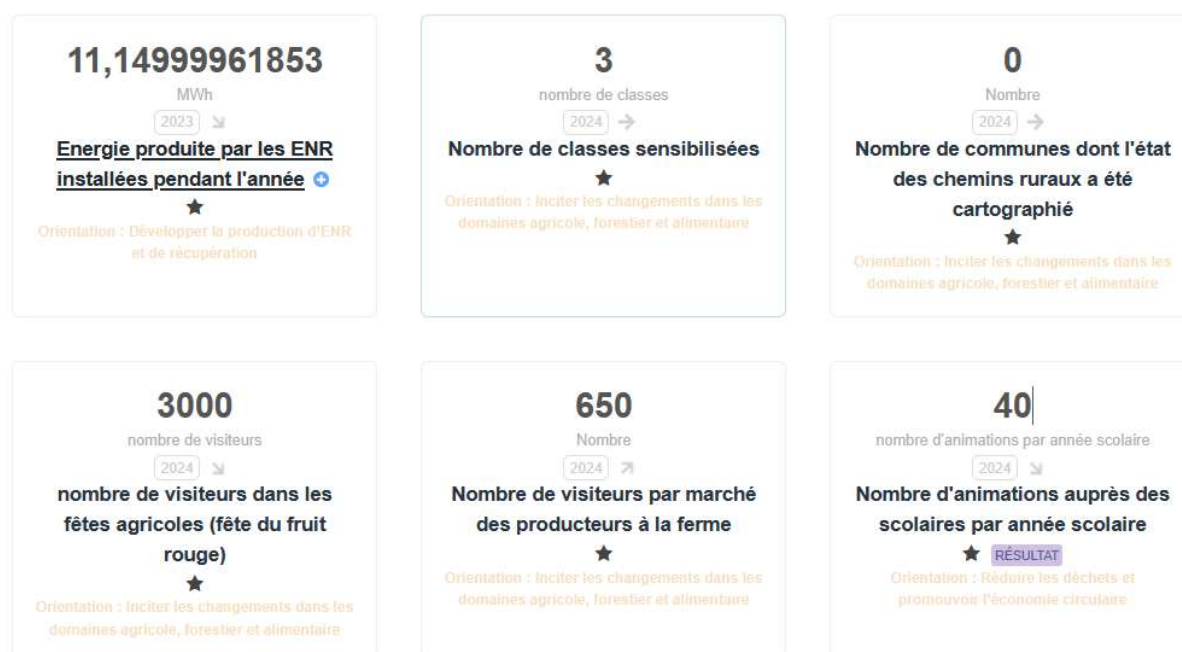 11,14999961853
MWh
2023
Energie produite par les ENR
installées pendant l'année
Orientation : Développer la production d'ENR
et de récupération
3
nombre de classes
2024
Nombre de classes sensibilisées
Orientation : Inciter les changements dans les
domaines agricole, forestier et alimentaire
0
Nombre
2024
Nombre de communes dont l'état
des chemins ruraux a été
cartographié
Orientation : Inciter les changements dans les
domaines agricole, forestier et alimentaire
3000
nombre de visiteurs
2024
nombre de visiteurs dans les
fêtes agricoles (fête du fruit
rouge)
Orientation : Inciter les changements dans les
domaines agricole, forestier et alimentaire
650
Nombre
2024
Nombre de visiteurs par marché
des producteurs à la ferme
Orientation : Inciter les changements dans les
domaines agricole, forestier et alimentaire
40
nombre d'animations par année scolaire
2024
Nombre d'animations auprès des
scolaires par année scolaire
RÉSULTAT
Orientation : Réduire les déchets et
promouvoir l'économie circulaire